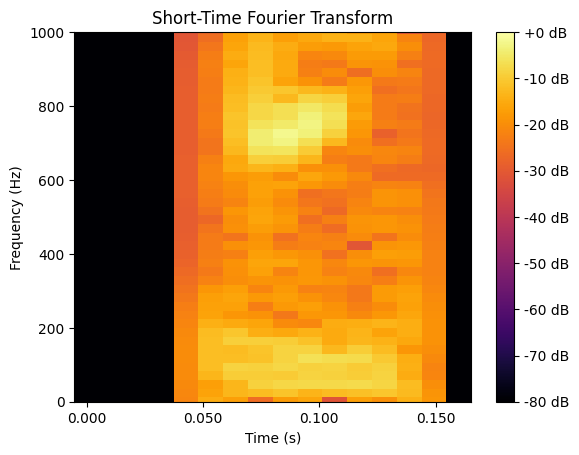 Short-Time Fourier Transform
1000
800
600
400
200
0
Frequency (Hz)
0.000
0.050
0.100
0.150
Time (s)
+0 dB
-10 dB
-20 dB
-30 dB
-40 dB
-50 dB
-60 dB
-70 dB
-80 dB